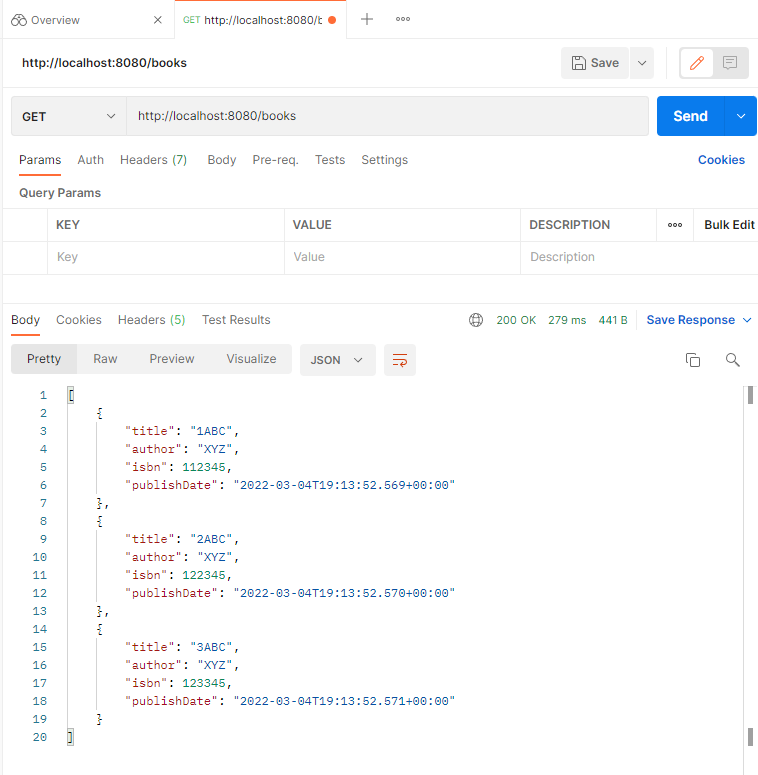 Overview
GET http://localhost:8080/b
http://localhost:8080/books
Save
GET http://localhost:8080/books Send
Params Auth Headers (7) Body Pre-req. Tests Settings Cookies
Query Params
KEY VALUE DESCRIPTION Bulk Edit
Key Value Description
Body Cookies Headers (5) Test Results 200 OK 279 ms 441 B Save Response
Pretty Raw Preview Visualize JSON
1 [
2 {
3 "title": "1ABC",
4 "author": "XYZ",
5 "isbn": 112345,
6 "publishDate": "2022-03-04T19:13:52.569+00:00"
7 },
8 {
9 "title": "2ABC",
10 "author": "XYZ",
11 "isbn": 122345,
12 "publishDate": "2022-03-04T19:13:52.570+00:00"
13 },
14 {
15 "title": "3ABC",
16 "author": "XYZ",
17 "isbn": 123345,
18 "publishDate": "2022-03-04T19:13:52.571+00:00"
19 }
20 ]